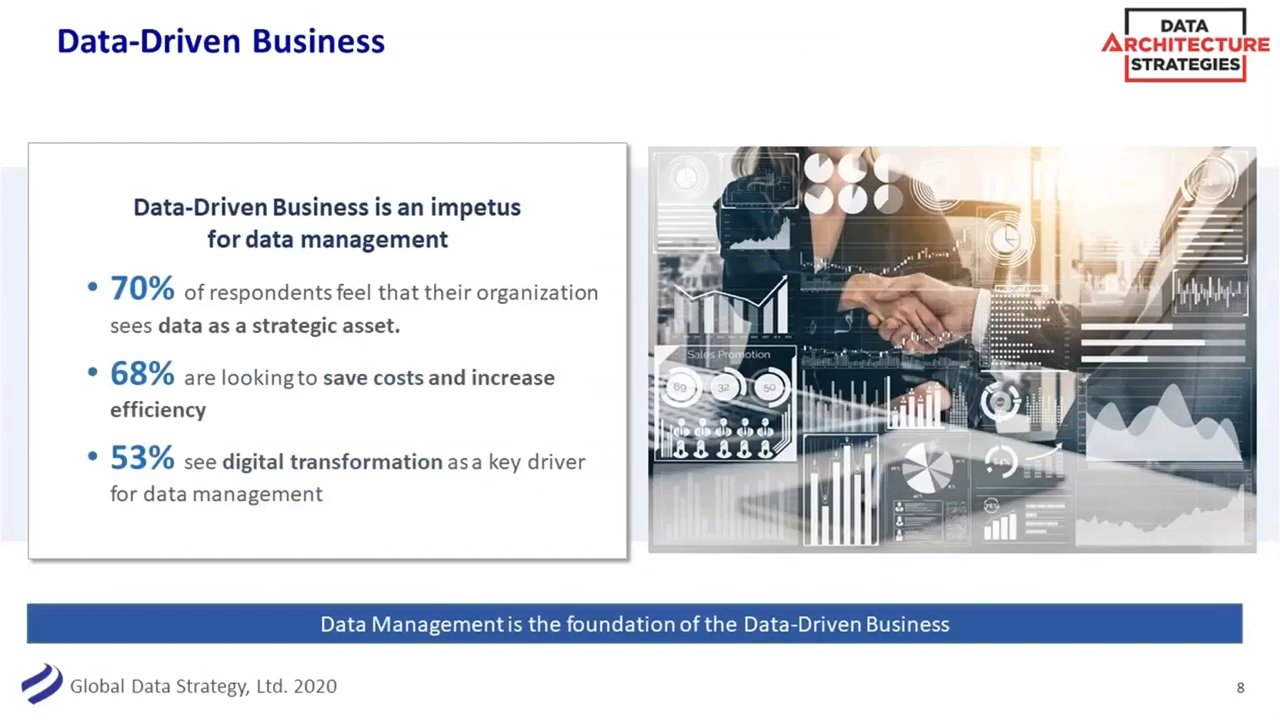 Data-Driven Business
DATA
ARCHITECTURE
STRATEGIES
Data-Driven Business is an impetus
for data management
• 70% of respondents feel that their organization
sees data as a strategic asset.
• 68% are looking to save costs and increase
efficiency
• 53% see digital transformation as a key driver
for data management
Sales Promotion
69 32 50
Data Management is the foundation of the Data-Driven Business
Global Data Strategy, Ltd. 2020
8